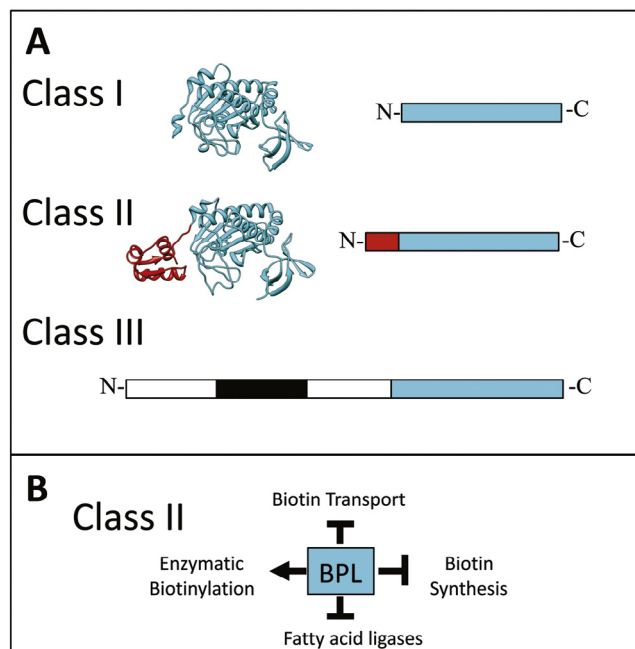 A
Class I
N-
-C
Class II
N-
-C
Class III
N-
-C
B
Class II
Biotin Transport
Enzymatic
Biotinylation
BPL
Biotin
Synthesis
Fatty acid ligases